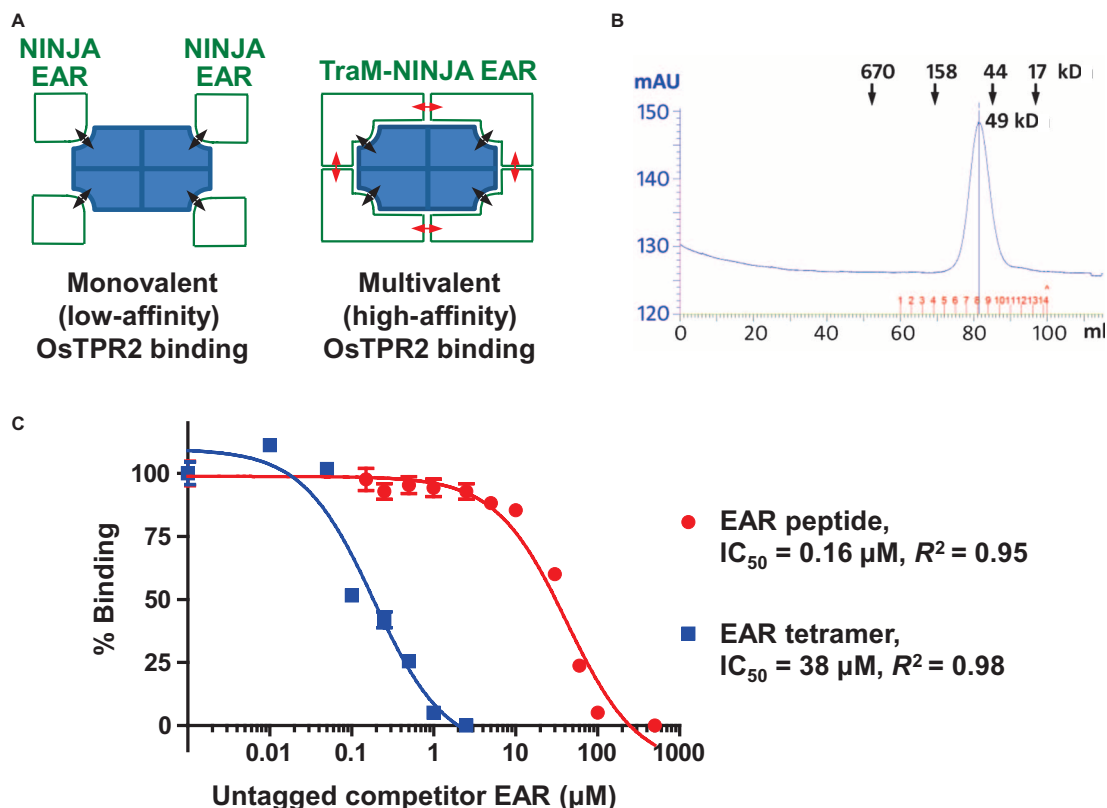 A
NINJA
EAR
NINJA
EAR
TraM-NINJA EAR
Monovalent
(low-affinity)
OsTPR2 binding
Multivalent
(high-affinity)
OsTPR2 binding
B
mAU
670 158 44 17 kD
49 kD
150
140
130
120
1 2 3 4 5 6 7 8 9 10 11 12 13 14
0 20 40 60 80 100 ml
C
% Binding
100
75
50
25
0
0.01 0.1 1 10 100 1000
Untagged competitor EAR (µM)
EAR peptide,
IC50 = 0.16 µM, R2 = 0.95
EAR tetramer,
IC50 = 38 µM, R2 = 0.98